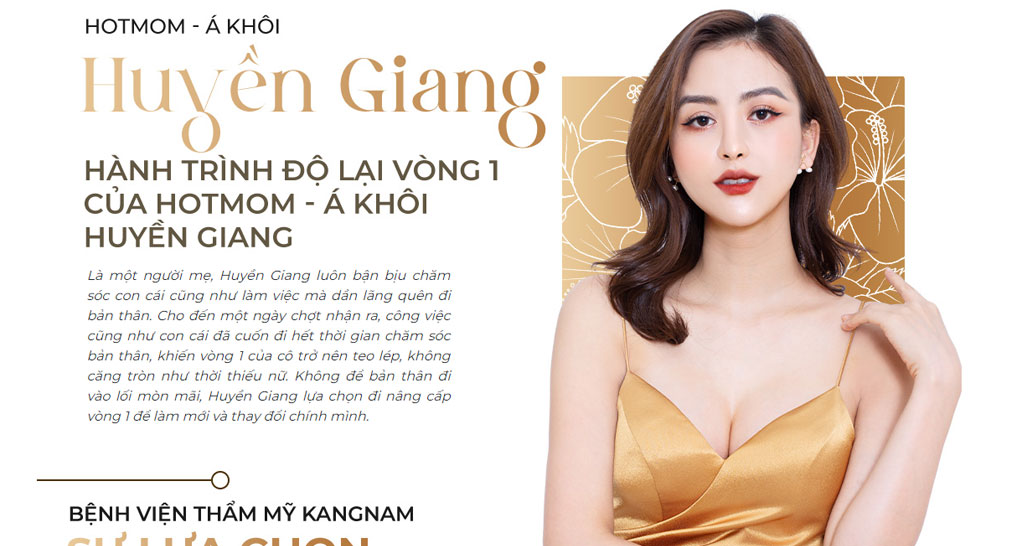 HOTMOM - Á KHÔI
Huyền Giang
HÀNH TRÌNH ĐỘ LẠI VÒNG 1
CỦA HOTMOM - Á KHÔI
HUYỀN GIANG
Là một người mẹ, Huyền Giang luôn bận bịu chăm
sóc con cái cũng như làm việc mà dần lãng quên đi
bản thân. Cho đến một ngày chợt nhận ra, công việc
cũng như con cái đã cuốn đi hết thời gian chăm sóc
bản thân, khiến vòng 1 của cô trở nên teo lép, không
căng tròn như thời thiếu nữ. Không để bản thân đi
vào lối mòn mãi, Huyền Giang lựa chọn đi nâng cấp
vòng 1 để làm mới và thay đổi chính mình.
BỆNH VIỆN THẨM MỸ KANGNAM
SỰ LỰA CHỌN